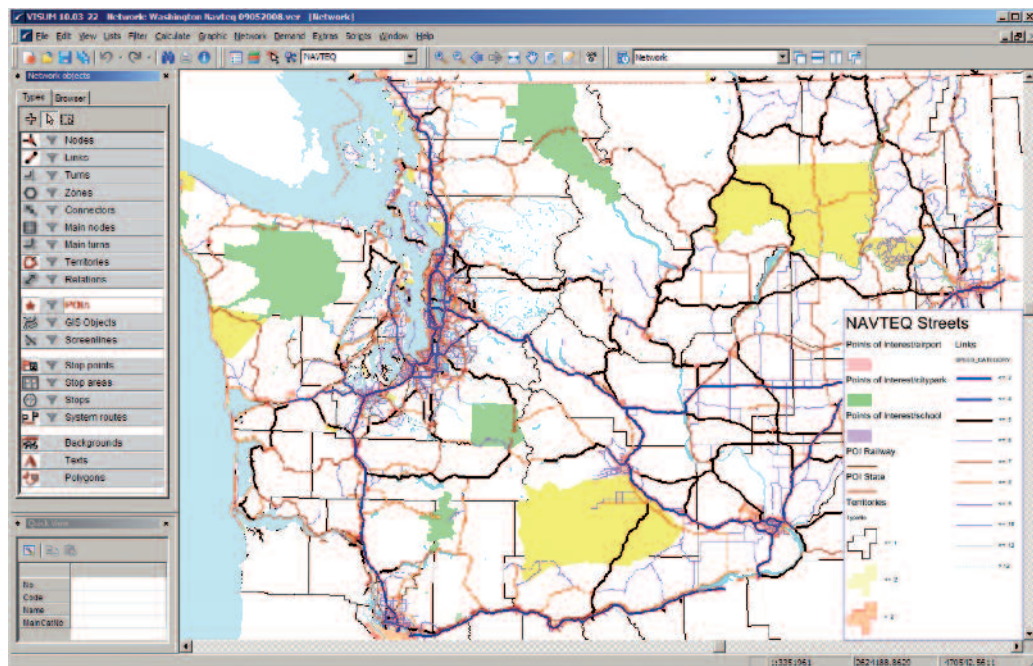 VISUM 10.03-22 Network: Washington Navteq 09052008.ver [Network]
File Edit View Lists Filter Calculate Graphic Network Demand Extras Scripts Window Help
NAVTEQ
Network
Network objects
Types Browser
Nodes
Links
Turns
Zones
Connectors
Main nodes
Main turns
Territories
Relations
POIs
GIS Objects
Screenlines
Stop points
Stop areas
Stops
System routes
Backgrounds
Texts
Polygons
Quick View
No.
Code
Name
MainCatNo
NAVTEQ Streets
Points of Interest/airport Links
Points of Interest/citypark
Points of Interest/school
POI Railway
POI State
Territories